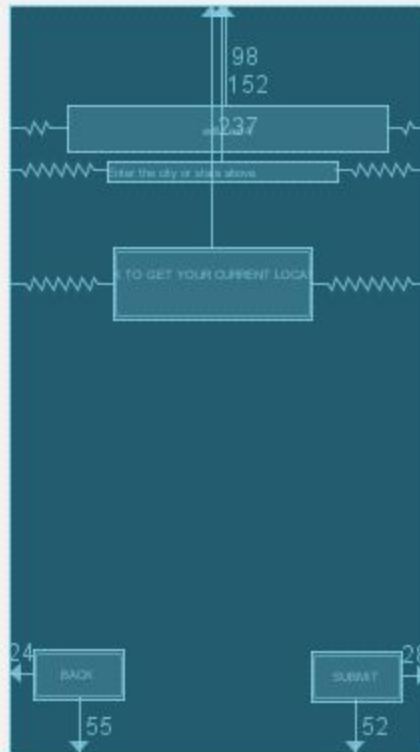 98
152
237
Enter the city or state above.
TO GET YOUR CURRENT LOCA
24
BACK
SUBMIT
28
55
52